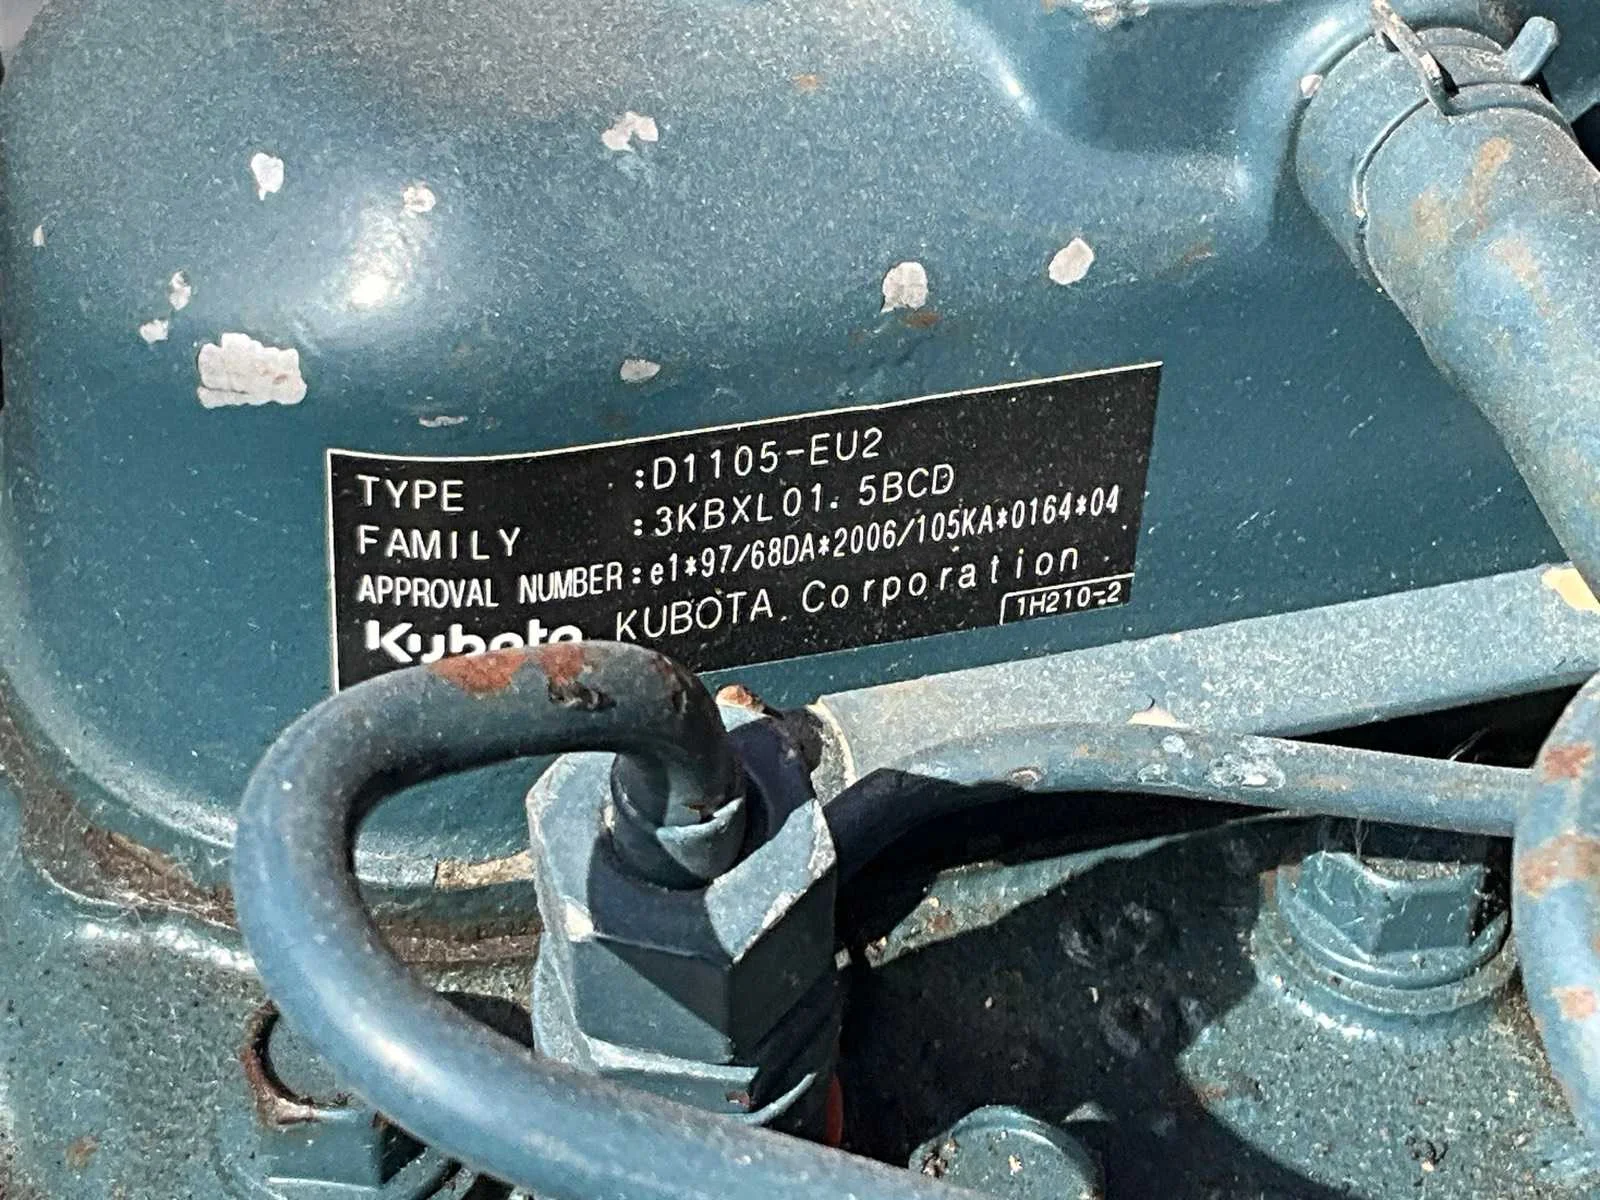 TYPE :D1105-EU2
FAMILY :3KBXL01.5BCD
APPROVAL NUMBER:e1*97/68DA*2006/105KA*0164*04
Kubota KUBOTA Corporation
1H210-2